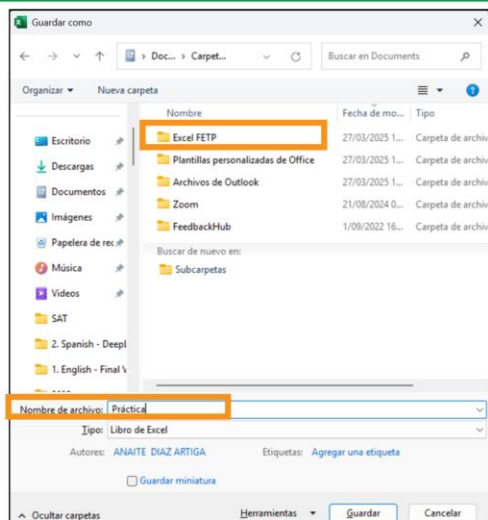 Guardar como
Doc... > Carpet...
Buscar en Documents
Organizar
Nueva carpeta
Nombre
Fecha de mo...
Tipo
Escritorio
Descargas
Documentos
Imágenes
Papelera de rec
Música
Videos
SAT
2. Spanish - Deepl
1. English - Final V
Excel FETP 27/03/2025 1... Carpeta de archiv
Plantillas personalizadas de Office 27/03/2025 1... Carpeta de archiv
Archivos de Outlook 27/03/2025 1... Carpeta de archiv
Zoom 21/08/2024 0... Carpeta de archiv
FeedbackHub 1/09/2022 16... Carpeta de archiv
Buscar de nuevo en:
Subcarpetas
Nombre de archivo: Práctica
Tipo: Libro de Excel
Autores: ANAITE DIAZ ARTIGA Etiquetas: Agregar una etiqueta
Guardar miniatura
Ocultar carpetas
Herramientas
Guardar
Cancelar